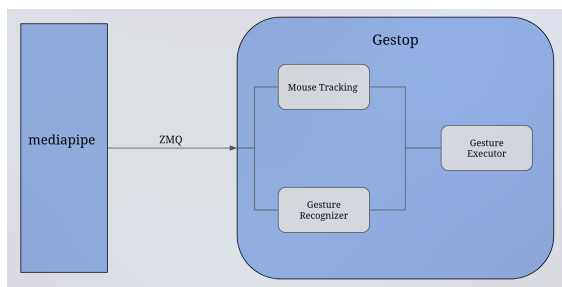 Gestop
Mouse Tracking
mediapipe
ZMQ
Gesture
Executor
Gesture
Recognizer